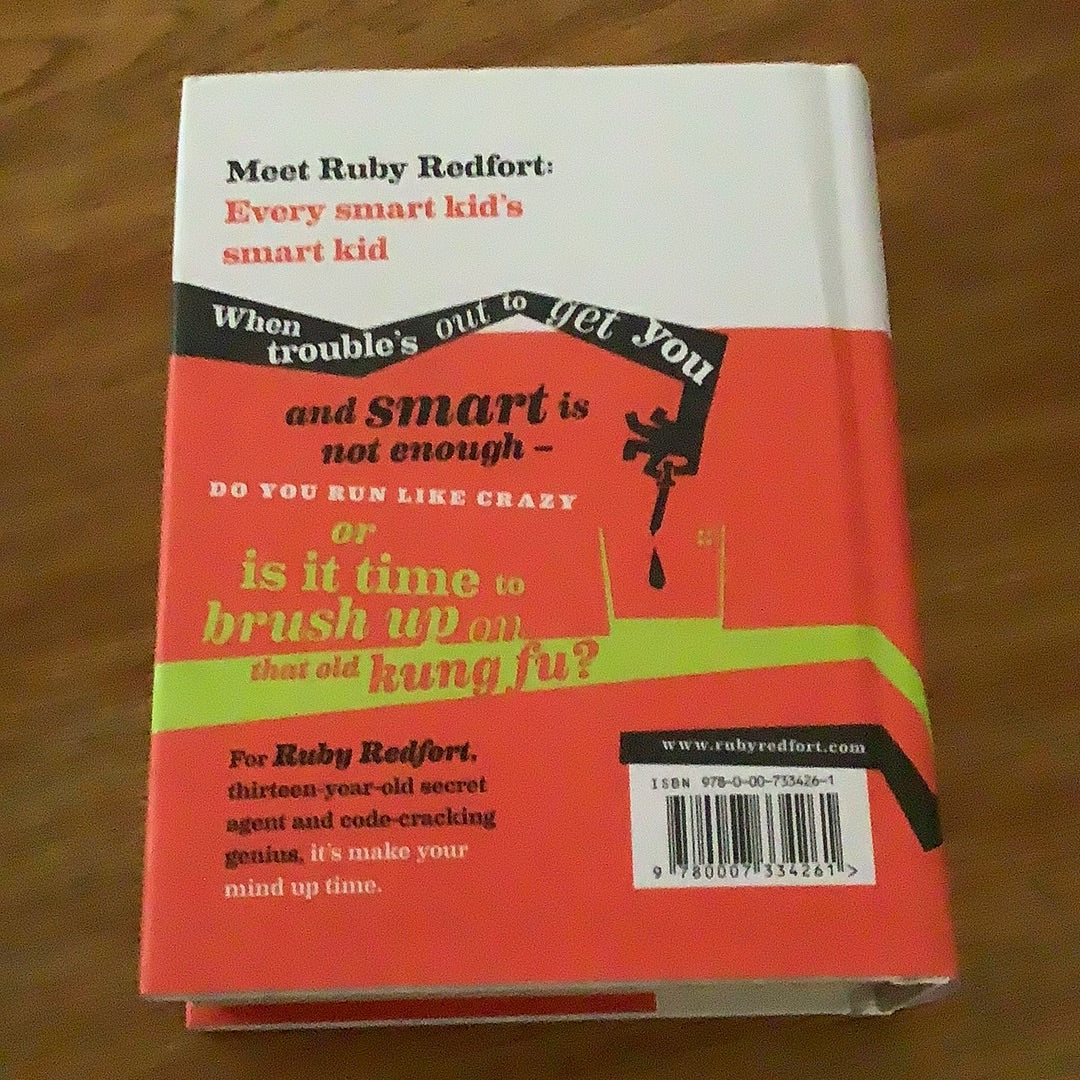 Meet Ruby Redfort:
Every smart kid's
smart kid
When
trouble's out to get you
and smart is
not enough –
DO YOU RUN LIKE CRAZY
or
is it time to
brush up on
that old kung fu?
For Ruby Redfort,
thirteen-year-old secret
agent and code-cracking
genius, it's make your
mind up time.
www.rubyredfort.com
ISBN 978-0-00-733426-1
9 780007 334261 >